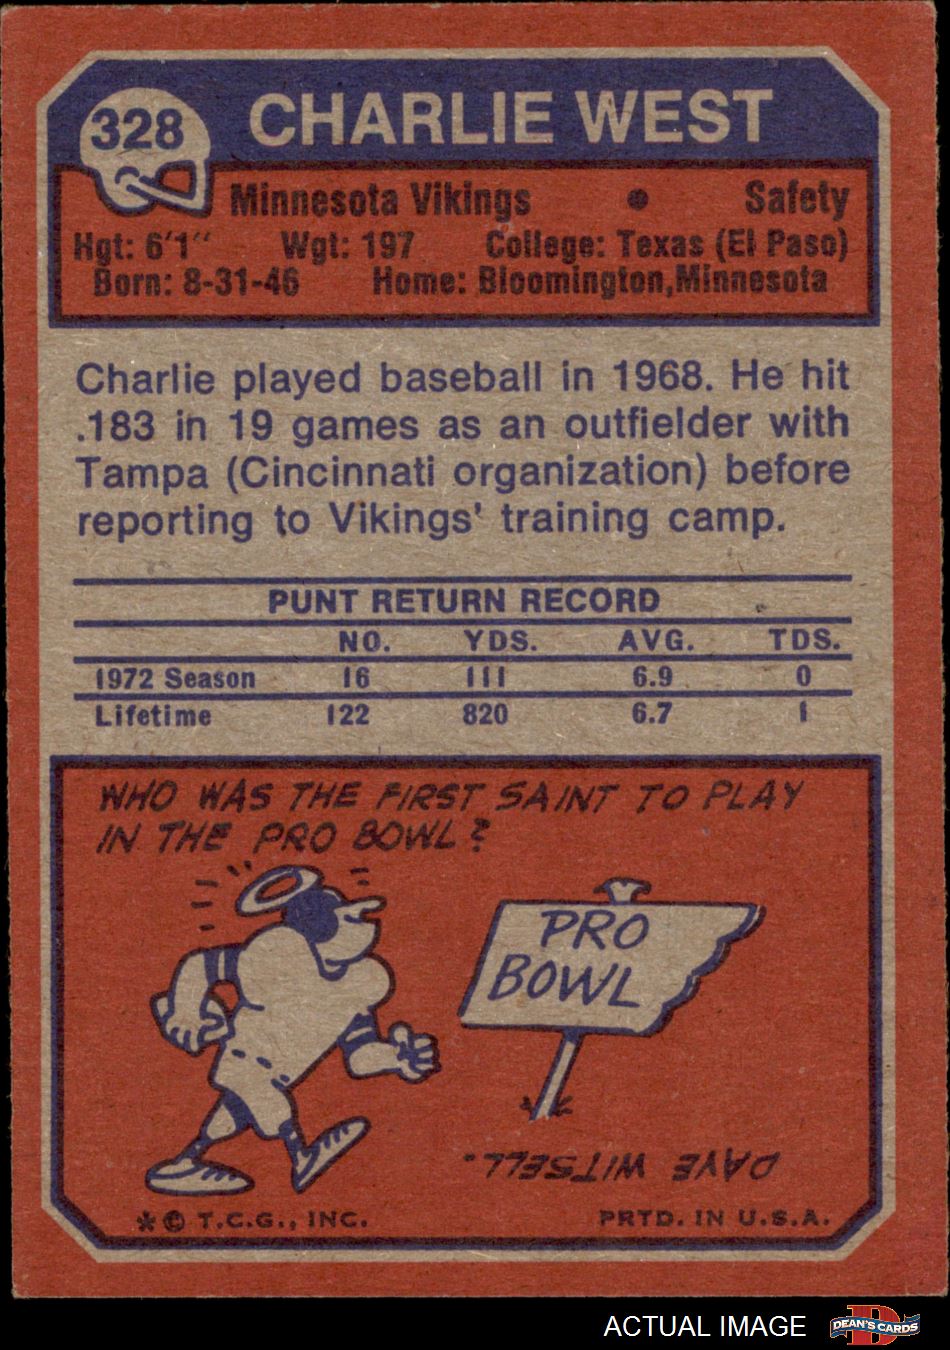 328
CHARLIE WEST
Minnesota Vikings • Safety
Hgt: 6'1" Wgt: 197 College: Texas (El Paso)
Born: 8-31-46 Home: Bloomington,Minnesota
Charlie played baseball in 1968. He hit
.183 in 19 games as an outfielder with
Tampa (Cincinnati organization) before
reporting to Vikings' training camp.
PUNT RETURN RECORD
NO. YDS. AVG. TDS.
1972 Season 16 111 6.9 0
Lifetime 122 820 6.7 1
WHO WAS THE FIRST SAINT TO PLAY
IN THE PRO BOWL?
PRO
BOWL
DAVE WITSELL.
* © T.C.G., INC. PRTD. IN U.S.A.
ACTUAL IMAGE
DEAN'S CARDS